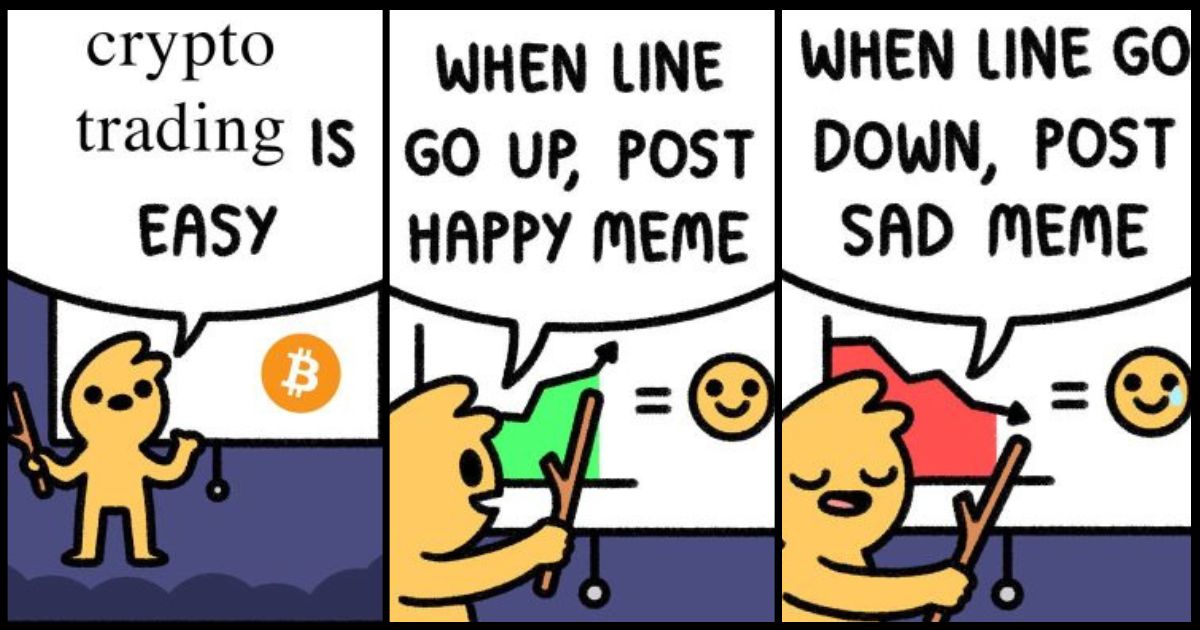 crypto
trading IS
EASY
WHEN LINE
GO UP, POST
HAPPY MEME
=
WHEN LINE GO
DOWN, POST
SAD MEME
=